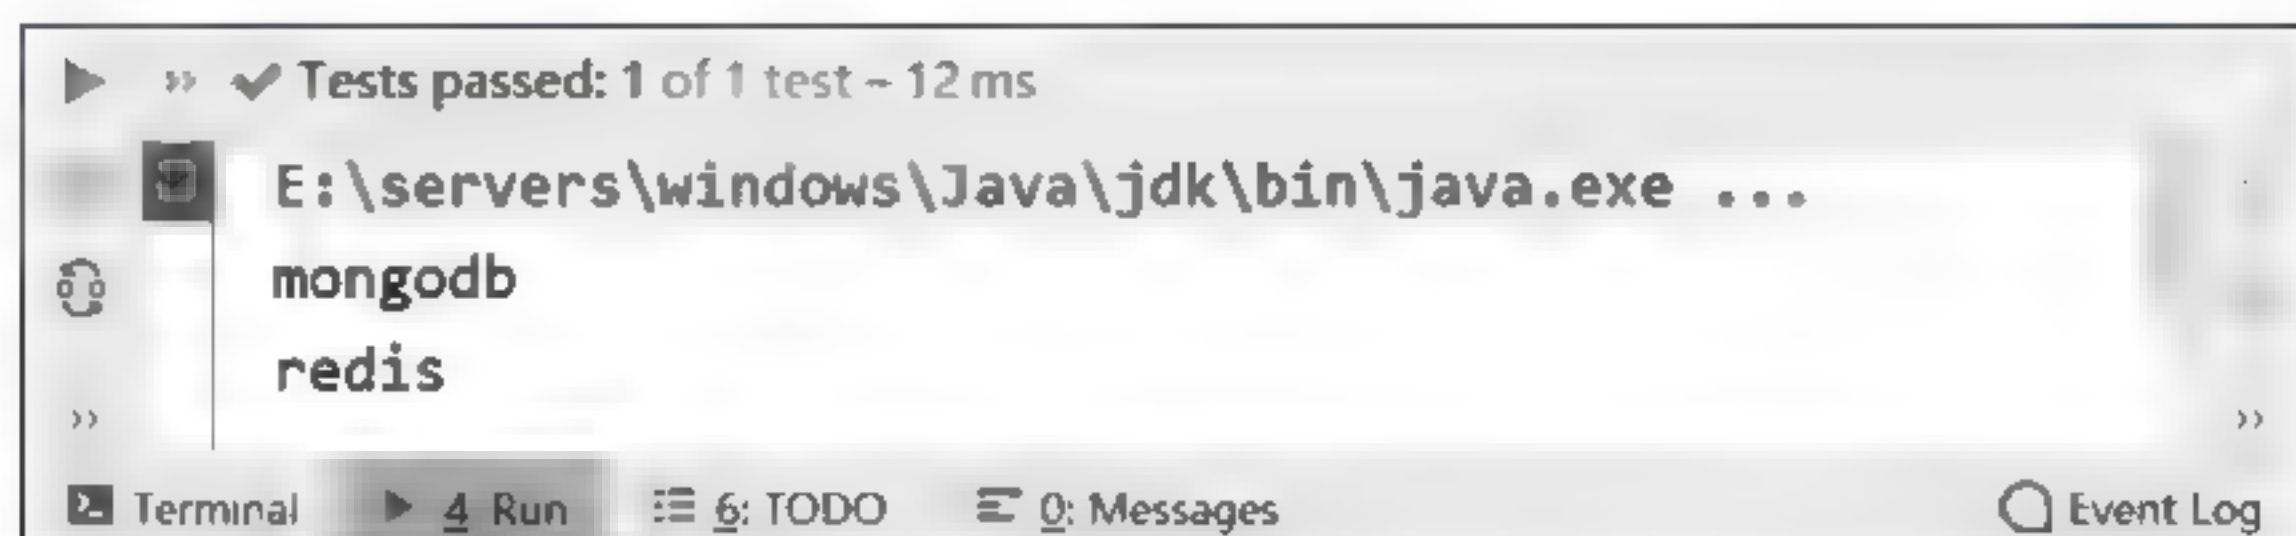 Tests passed: 1 of 1 test – 12 ms
E:\servers\windows\Java\jdk\bin\java.exe ...
mongodb
redis
Terminal 4 Run 6: TODO 0: Messages Event Log